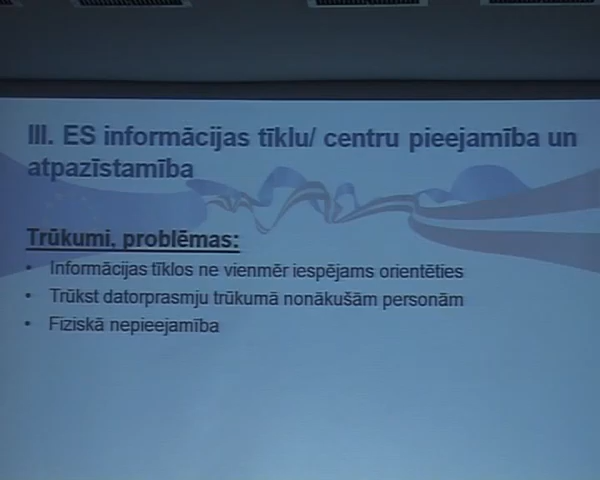 III. ES informācijas tīklu/ centru pieejamība un
atpazīstamība
Trūkumi, problēmas:
• Informācijas tīklos ne vienmēr iespējams orientēties
• Trūkst datorprasmju trūkumā nonākušām personām
• Fiziskā nepieejamība